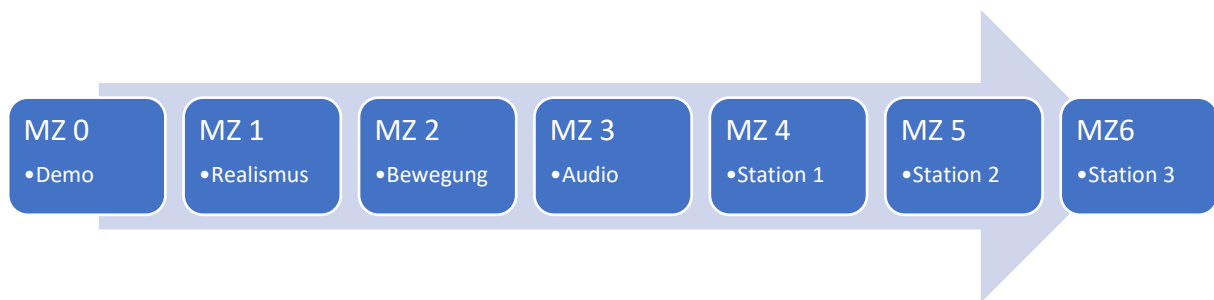 MZ 0
•Demo
MZ 1
•Realismus
MZ 2
•Bewegung
MZ 3
•Audio
MZ 4
•Station 1
MZ 5
•Station 2
MZ6
•Station 3